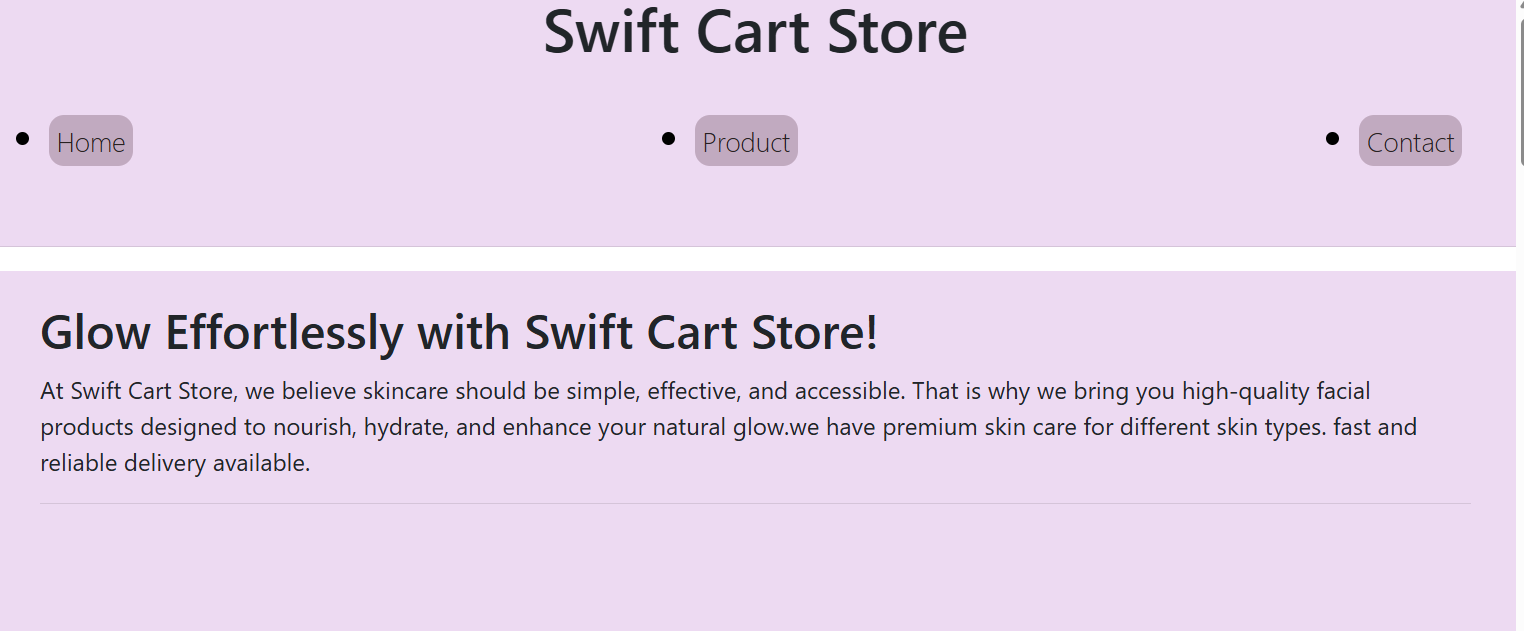 Swift Cart Store
Home Product Contact
Glow Effortlessly with Swift Cart Store!
At Swift Cart Store, we believe skincare should be simple, effective, and accessible. That is why we bring you high-quality facial
products designed to nourish, hydrate, and enhance your natural glow.we have premium skin care for different skin types. fast and
reliable delivery available.